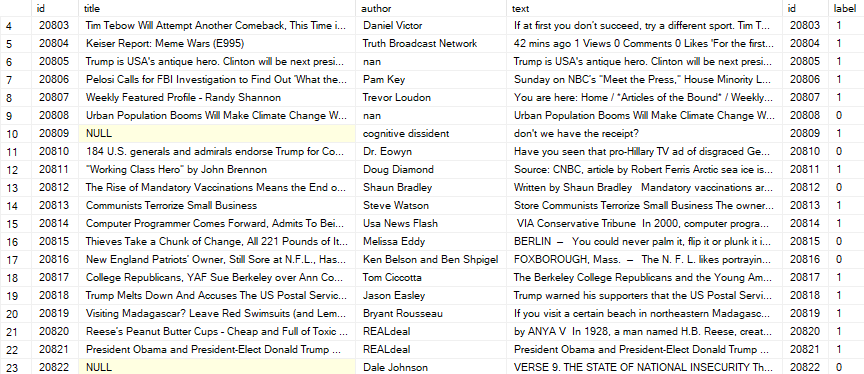 id title author text id label
4 20803 Tim Tebow Will Attempt Another Comeback, This Time i... Daniel Victor If at first you don't succeed, try a different sport. Tim T... 20803 1
5 20804 Keiser Report: Meme Wars (E995) Truth Broadcast Network 42 mins ago 1 Views 0 Comments 0 Likes 'For the first... 20804 1
6 20805 Trump is USA's antique hero. Clinton will be next presi... nan Trump is USA's antique hero. Clinton will be next presi... 20805 1
7 20806 Pelosi Calls for FBI Investigation to Find Out 'What the... Pam Key Sunday on NBC's "Meet the Press," House Minority L... 20806 1
8 20807 Weekly Featured Profile - Randy Shannon Trevor Loudon You are here: Home / *Articles of the Bound* / Weekly... 20807 1
9 20808 Urban Population Booms Will Make Climate Change W... nan Urban Population Booms Will Make Climate Change W... 20808 0
10 20809 NULL cognitive dissident don't we have the receipt? 20809 1
11 20810 184 U.S. generals and admirals endorse Trump for Co... Dr. Eowyn Have you seen that pro-Hillary TV ad of disgraced Ge... 20810 0
12 20811 "Working Class Hero" by John Brennon Doug Diamond Source: CNBC, article by Robert Ferris Arctic sea ice is... 20811 1
13 20812 The Rise of Mandatory Vaccinations Means the End o... Shaun Bradley Written by Shaun Bradley Mandatory vaccinations ar... 20812 0
14 20813 Communists Terrorize Small Business Steve Watson Store Communists Terrorize Small Business The owner... 20813 1
15 20814 Computer Programmer Comes Forward, Admits To Bei... Usa News Flash VIA Conservative Tribune In 2000, computer progra... 20814 1
16 20815 Thieves Take a Chunk of Change, All 221 Pounds of It... Melissa Eddy BERLIN – You could never palm it, flip it or plunk it i... 20815 0
17 20816 New England Patriots' Owner, Still Sore at N.F.L., Has... Ken Belson and Ben Shpigel FOXBOROUGH, Mass. – The N. F. L. likes portrayin... 20816 0
18 20817 College Republicans, YAF Sue Berkeley over Ann Co... Tom Ciccotta The Berkeley College Republicans and the Young Am... 20817 1
19 20818 Trump Melts Down And Accuses The US Postal Servic... Jason Easley Trump warned his supporters that the US Postal Servi... 20818 1
20 20819 Visiting Madagascar? Leave Red Swimsuits (and Lem... Bryant Rousseau If you visit a certain beach in northeastern Madagasc... 20819 1
21 20820 Reese's Peanut Butter Cups - Cheap and Full of Toxic ... REALdeal by ANYA V In 1928, a man named H.B. Reese, creat... 20820 1
22 20821 President Obama and President-Elect Donald Trump ... REALdeal President Obama and President-Elect Donald Trump ... 20821 1
23 20822 NULL Dale Johnson VERSE 9. THE STATE OF NATIONAL INSECURITY Th... 20822 0